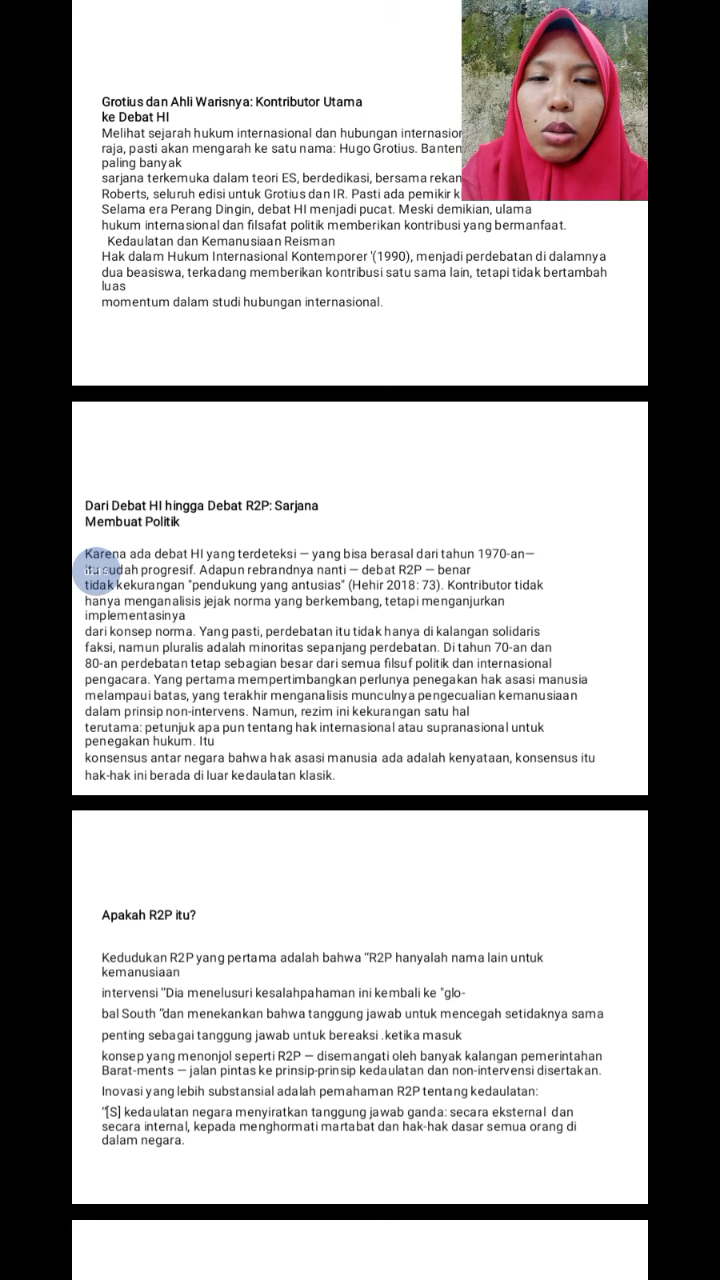 Grotius dan Ahli Warisnya: Kontributor Utama
ke Debat HI
Melihat sejarah hukum internasional dan hubungan internasior
raja, pasti akan mengarah ke satu nama: Hugo Grotius. Banten
paling banyak
sarjana terkemuka dalam teori ES, berdedikasi, bersama rekan
Roberts, seluruh edisi untuk Grotius dan IR. Pasti ada pemikir k
Selama era Perang Dingin, debat HI menjadi pucat. Meski demikian, ulama
hukum internasional dan filsafat politik memberikan kontribusi yang bermanfaat.
Kedaulatan dan Kemanusiaan Reisman
Hak dalam Hukum Internasional Kontemporer '(1990), menjadi perdebatan di dalamnya
dua beasiswa, terkadang memberikan kontribusi satu sama lain, tetapi tidak bertambah
luas
momentum dalam studi hubungan internasional.
Dari Debat HI hingga Debat R2P: Sarjana
Membuat Politik
Karena ada debat HI yang terdeteksi — yang bisa berasal dari tahun 1970-an—
sudah progresif. Adapun rebrandnya nanti — debat R2P — benar
tidak kekurangan "pendukung yang antusias" (Hehir 2018: 73). Kontributor tidak
hanya menganalisis jejak norma yang berkembang, tetapi menganjurkan
implementasinya
dari konsep norma. Yang pasti, perdebatan itu tidak hanya di kalangan solidaris
faksi, namun pluralis adalah minoritas sepanjang perdebatan. Di tahun 70-an dan
80-an perdebatan tetap sebagian besar dari semua filsuf politik dan internasional
pengacara. Yang pertama mempertimbangkan perlunya penegakan hak asasi manusia
melampaui batas, yang terakhir menganalisis munculnya pengecualian kemanusiaan
dalam prinsip non-intervens. Namun, rezim ini kekurangan satu hal
terutama: petunjuk apa pun tentang hak internasional atau supranasional untuk
penegakan hukum. Itu
konsensus antar negara bahwa hak asasi manusia ada adalah kenyataan, konsensus itu
hak-hak ini berada di luar kedaulatan klasik.
Apakah R2P itu?
Kedudukan R2P yang pertama adalah bahwa “R2P hanyalah nama lain untuk
kemanusiaan
intervensi “Dia menelusuri kesalahpahaman ini kembali ke "glo-
bal South “dan menekankan bahwa tanggung jawab untuk mencegah setidaknya sama
penting sebagai tanggung jawab untuk bereaksi .ketika masuk
konsep yang menonjol seperti R2P — disemangati oleh banyak kalangan pemerintahan
Barat-ments — jalan pintas ke prinsip-prinsip kedaulatan dan non-intervensi disertakan.
Inovasi yang lebih substansial adalah pemahaman R2P tentang kedaulatan:
“[S] kedaulatan negara menyiratkan tanggung jawab ganda: secara eksternal dan
secara internal, kepada menghormati martabat dan hak-hak dasar semua orang di
dalam negara.